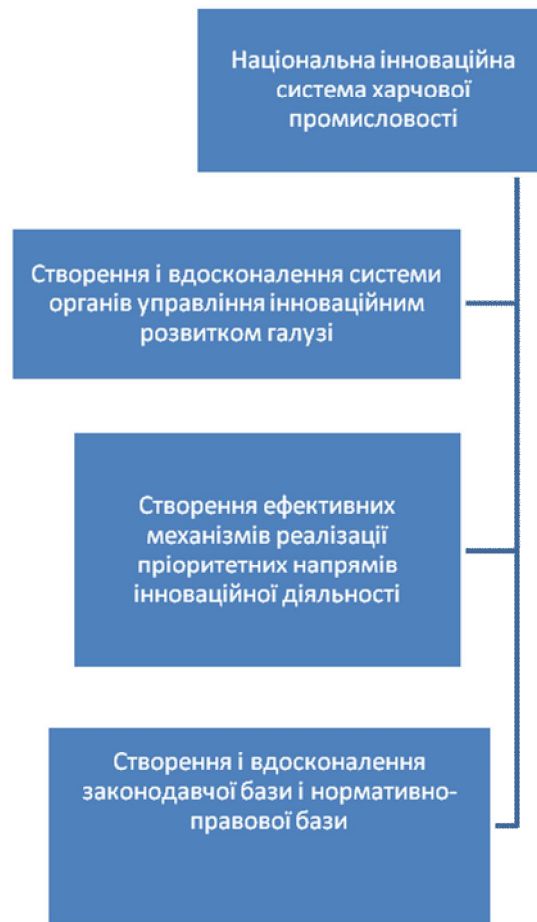 Національна інноваційна
система харчової
промисловості
Створення і вдосконалення системи
органів управління інноваційним
розвитком галузі
Створення ефективних
механізмів реалізації
пріоритетних напрямів
інноваційної діяльності
Створення і вдосконалення
законодавчої бази і нормативно-
правової бази